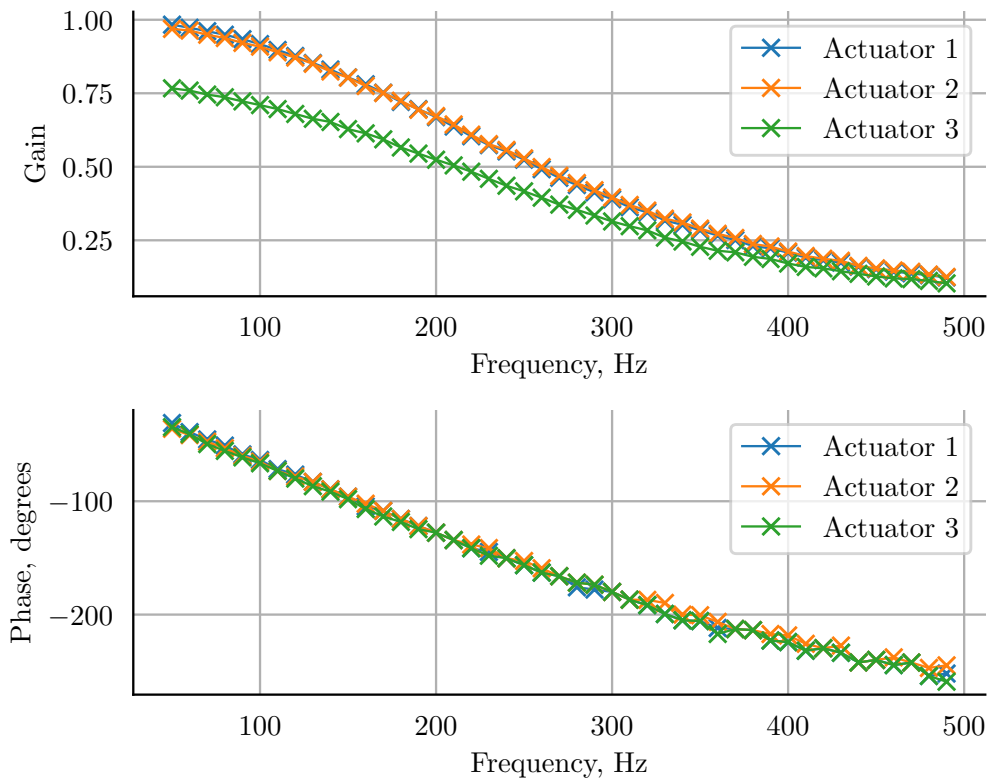 1.00
0.75
0.50
0.25
Gain
Actuator 1
Actuator 2
Actuator 3
100 200 300 400 500
Frequency, Hz
−100
−200
Phase, degrees
Actuator 1
Actuator 2
Actuator 3
100 200 300 400 500
Frequency, Hz